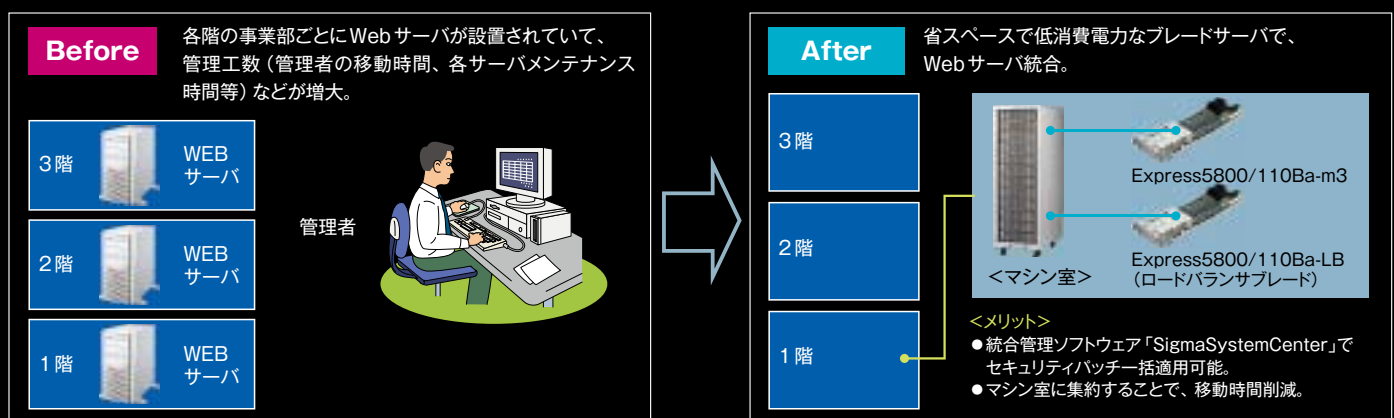 Before
各階の事業部ごとにWebサーバが設置されていて、
管理工数（管理者の移動時間、各サーバメンテナンス
時間等）などが増大。
3階
WEB
サーバ
2階
WEB
サーバ
1階
WEB
サーバ
管理者
After
省スペースで低消費電力なブレードサーバで、
Webサーバ統合。
3階
2階
1階
Express5800/110Ba-m3
Express5800/110Ba-LB
（ロードバランサブレード）
＜マシン室＞
＜メリット＞
●統合管理ソフトウェア「SigmaSystemCenter」で
セキュリティパッチ一括適用可能。
●マシン室に集約することで、移動時間削減。